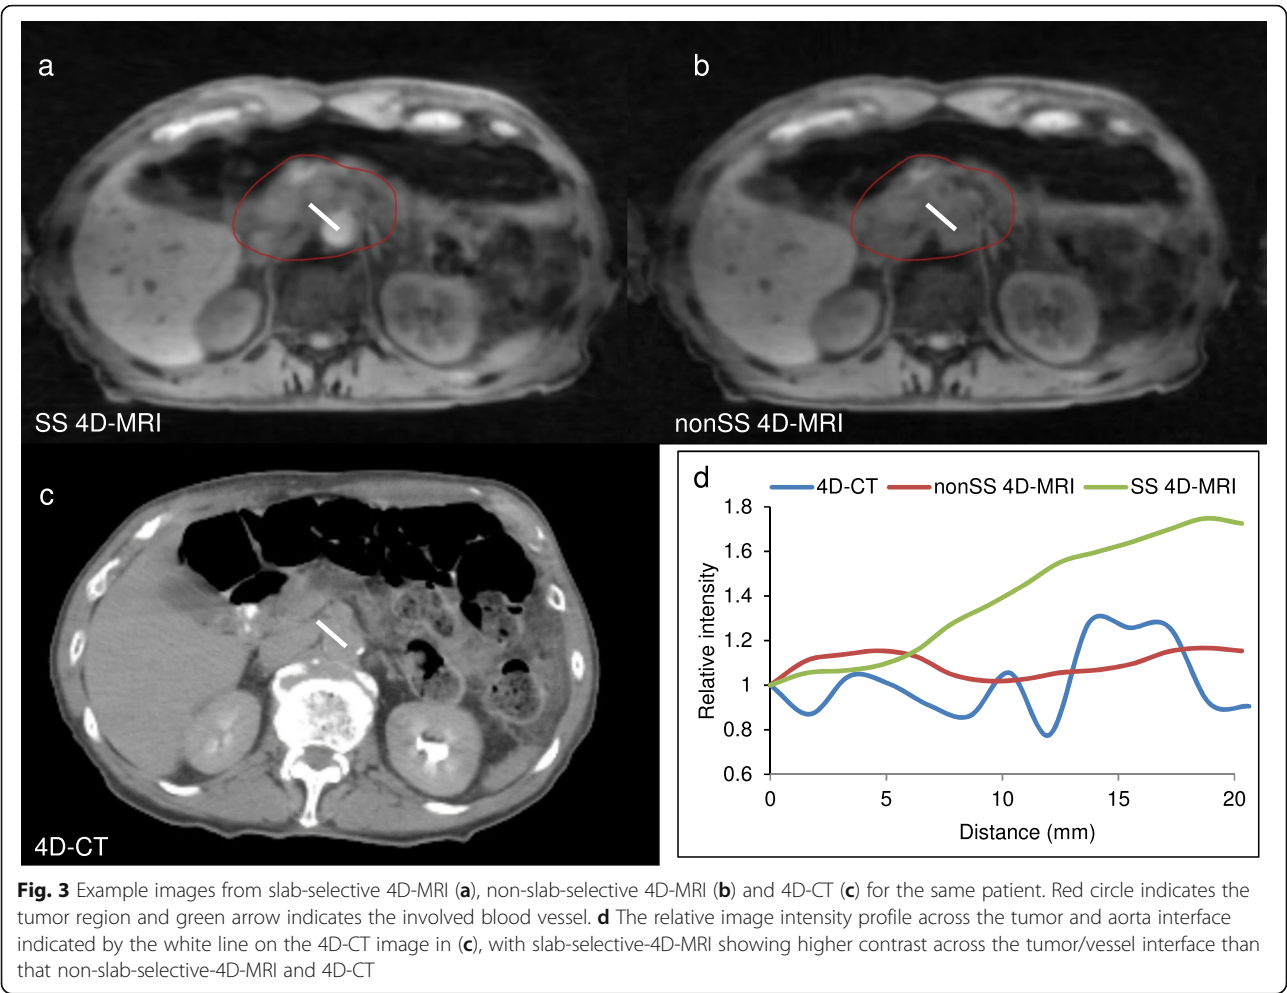 a
b
SS 4D-MRI
nonSS 4D-MRI
c
4D-CT
d
4D-CT nonSS 4D-MRI SS 4D-MRI
1.8
1.6
1.4
1.2
1
0.8
0.6
Relative intensity
0 5 10 15 20
Distance (mm)
Fig. 3 Example images from slab-selective 4D-MRI (a), non-slab-selective 4D-MRI (b) and 4D-CT (c) for the same patient. Red circle indicates the
tumor region and green arrow indicates the involved blood vessel. d The relative image intensity profile across the tumor and aorta interface
indicated by the white line on the 4D-CT image in (c), with slab-selective-4D-MRI showing higher contrast across the tumor/vessel interface than
that non-slab-selective-4D-MRI and 4D-CT